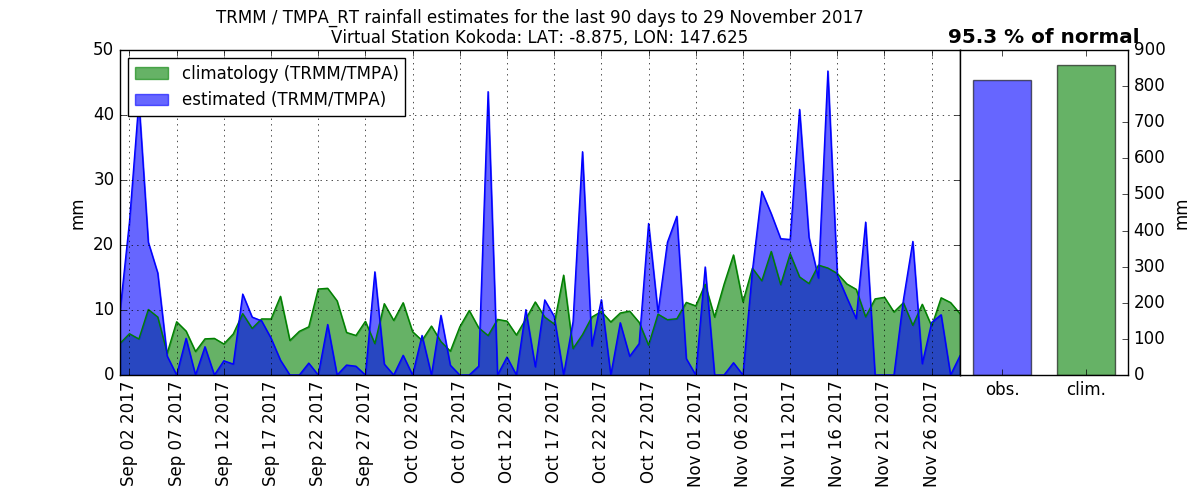 TRMM / TMPA_RT rainfall estimates for the last 90 days to 29 November 2017
Virtual Station Kokoda: LAT: -8.875, LON: 147.625
95.3 % of normal
climatology (TRMM/TMPA)
estimated (TRMM/TMPA)
50
40
30
20
10
0
mm
900
800
700
600
500
400
300
200
100
0
mm
obs.
clim.
Sep 02 2017
Sep 07 2017
Sep 12 2017
Sep 17 2017
Sep 22 2017
Sep 27 2017
Oct 02 2017
Oct 07 2017
Oct 12 2017
Oct 17 2017
Oct 22 2017
Oct 27 2017
Nov 01 2017
Nov 06 2017
Nov 11 2017
Nov 16 2017
Nov 21 2017
Nov 26 2017